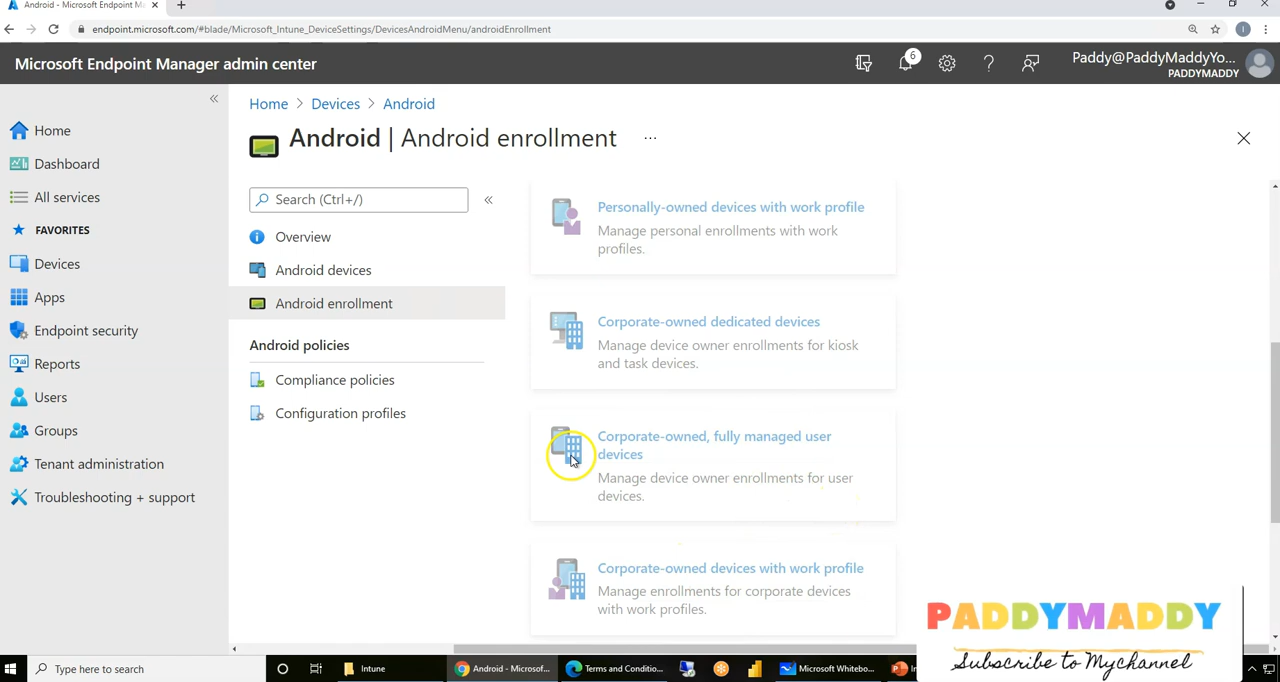 Android - Microsoft Endpoint M
endpoint.microsoft.com/#blade/Microsoft_Intune_DeviceSettings/DevicesAndroidMenu/androidEnrollment
Microsoft Endpoint Manager admin center
6
Paddy@PaddyMaddyYo...
PADDYMADDY
Home
Dashboard
All services
FAVORITES
Devices
Apps
Endpoint security
Reports
Users
Groups
Tenant administration
Troubleshooting + support
Home > Devices > Android
Android | Android enrollment
Search (Ctrl+/)
Overview
Android devices
Android enrollment
Android policies
Compliance policies
Configuration profiles
Personally-owned devices with work profile
Manage personal enrollments with work
profiles.
Corporate-owned dedicated devices
Manage device owner enrollments for kiosk
and task devices.
Corporate-owned, fully managed user
devices
Manage device owner enrollments for user
devices.
Corporate-owned devices with work profile
Manage enrollments for corporate devices
with work profiles.
PADDYMADDY
Subscribe to MyChannel
Type here to search
Intune
Android - Microsof...
Terms and Conditio...
Microsoft Whitebo...
In